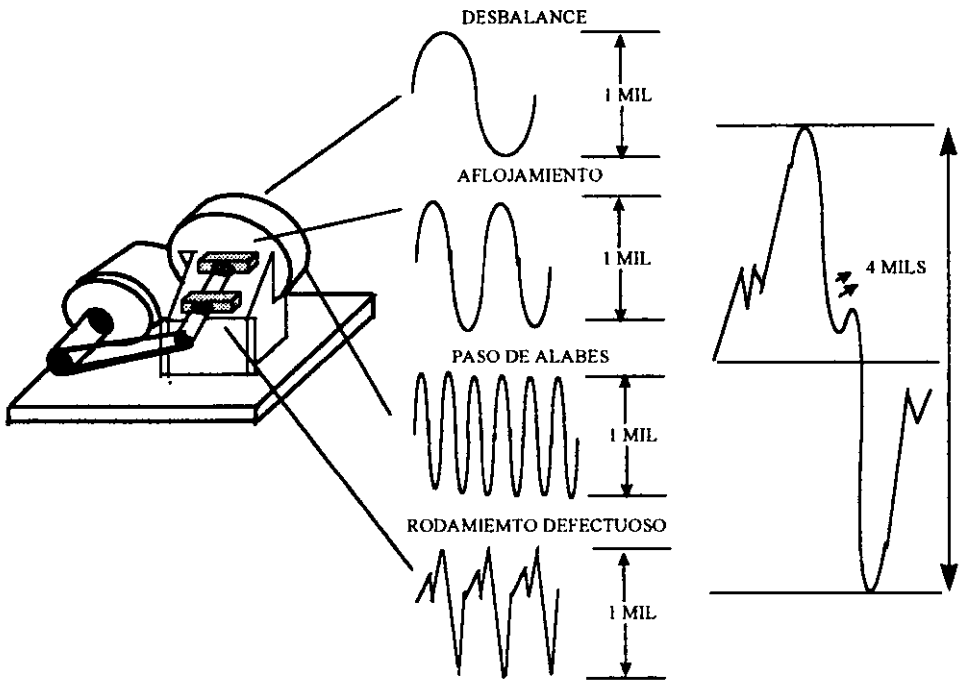 DESBALANCE
1 MIL
AFLOJAMIENTO
1 MIL
4 MILS
PASO DE ALABES
1 MIL
RODAMIEMTO DEFECTUOSO
1 MIL